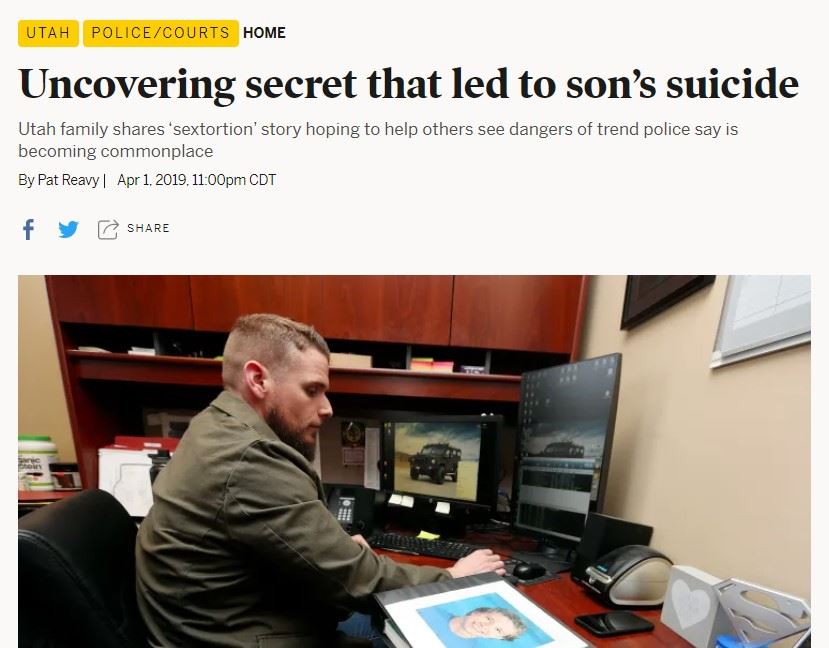 UTAH POLICE/COURTS HOME
Uncovering secret that led to son's suicide
Utah family shares ‘sextortion’ story hoping to help others see dangers of trend police say is
becoming commonplace
By Pat Reavy | Apr 1, 2019, 11:00pm CDT
SHARE